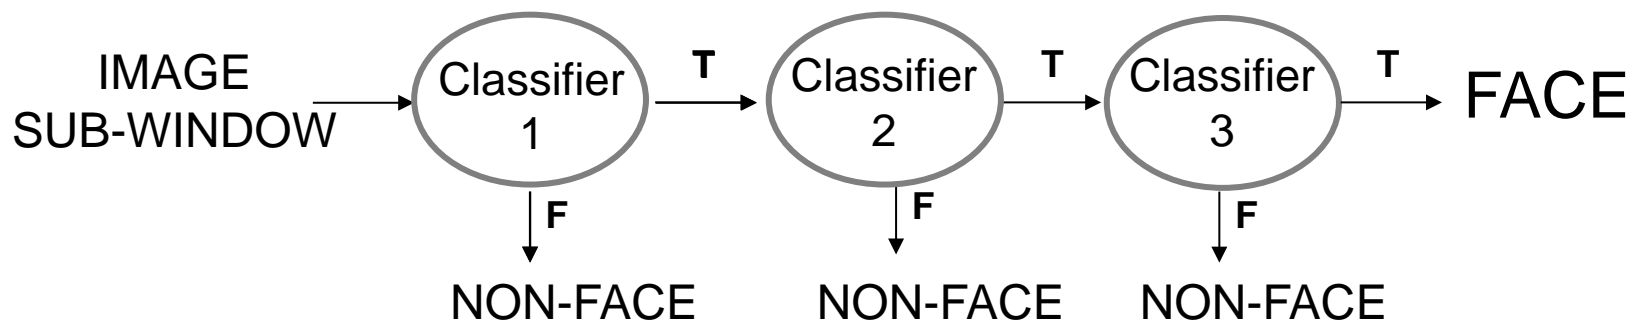 IMAGE
SUB-WINDOW
Classifier
1
T
Classifier
2
T
Classifier
3
T
FACE
F
F
F
NON-FACE
NON-FACE
NON-FACE